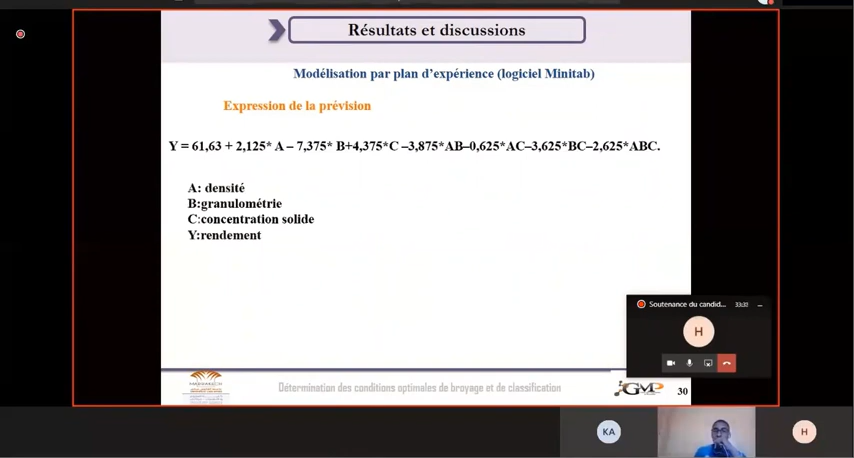 Résultats et discussions
Modélisation par plan d'expérience (logiciel Minitab)
Expression de la prévision
Y = 61,63 + 2,125* A – 7,375* B+4,375*C –3,875*AB–0,625*AC–3,625*BC–2,625*ABC.
A: densité
B:granulométrie
C:concentration solide
Y:rendement
Soutenance du candid...
H
Détermination des conditions optimales de broyage et de classification
GMP
30
KA
H